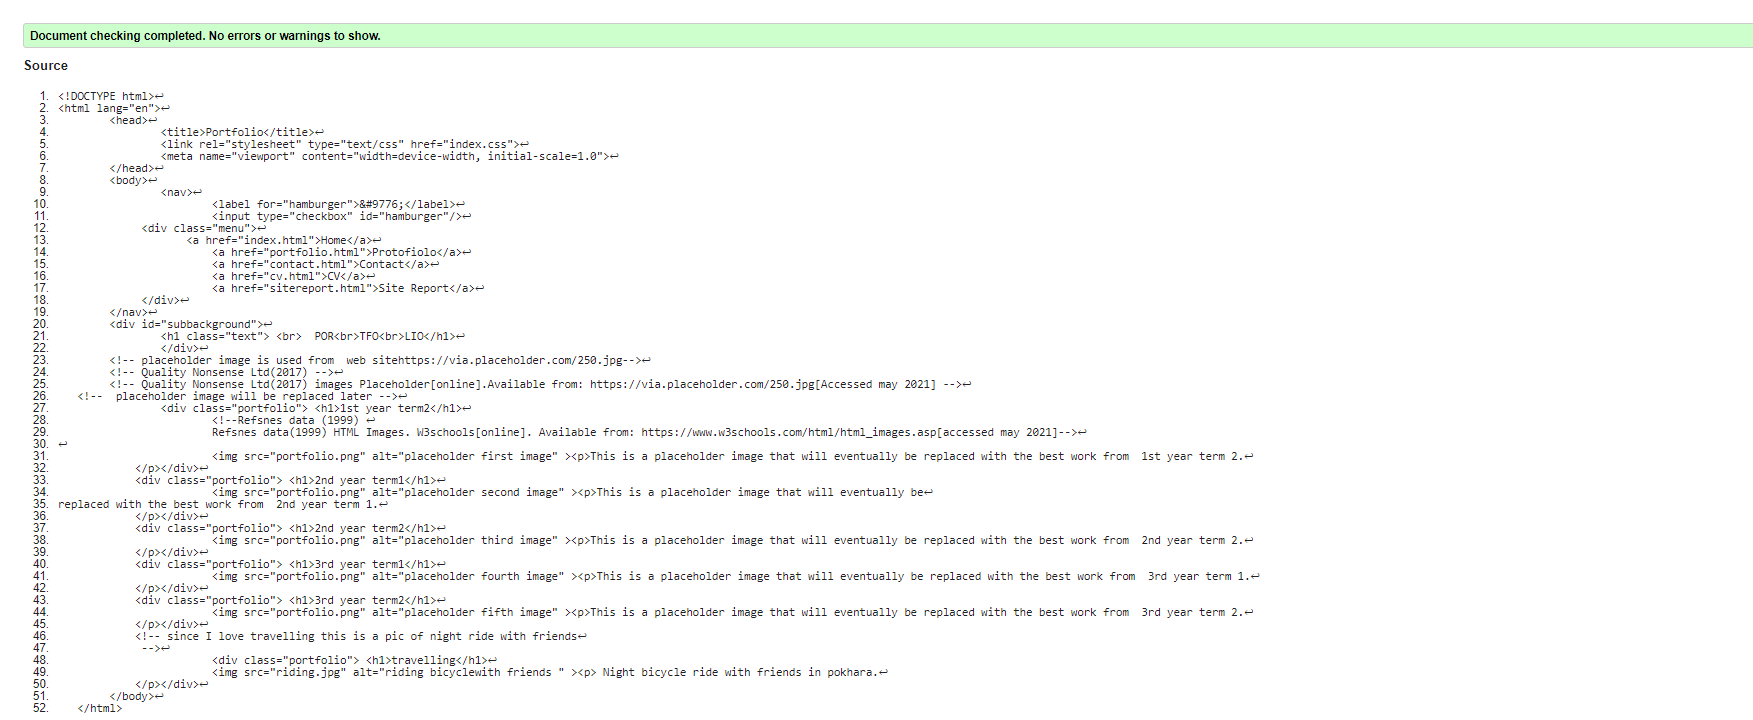 Document checking completed. No errors or warnings to show.
Source
1. <!DOCTYPE html>↩
2. <html lang="en">↩
3. <head>↩
4. <title>Portfolio</title>↩
5. <link rel="stylesheet" type="text/css" href="index.css">↩
6. <meta name="viewport" content="width=device-width, initial-scale=1.0">↩
7. </head>↩
8. <body>↩
9. <nav>↩
10. <label for="hamburger">&#9776;</label>↩
11. <input type="checkbox" id="hamburger"/>↩
12. <div class="menu">↩
13. <a href="index.html">Home</a>↩
14. <a href="portfolio.html">Protofiolo</a>↩
15. <a href="contact.html">Contact</a>↩
16. <a href="cv.html">CV</a>↩
17. <a href="sitereport.html">Site Report</a>↩
18. </div>↩
19. </nav>↩
20. <div id="subbackground">↩
21. <h1 class="text"> <br>  POR<br>TFO<br>LIO</h1>↩
22. </div>↩
23. <!-- placeholder image is used from  web sitehttps://via.placeholder.com/250.jpg-->↩
24. <!-- Quality Nonsense Ltd(2017) -->↩
25. <!-- Quality Nonsense Ltd(2017) images Placeholder[online].Available from: https://via.placeholder.com/250.jpg[Accessed may 2021] -->↩
26. <!--  placeholder image will be replaced later -->↩
27. <div class="portfolio"> <h1>1st year term2</h1>↩
28. <!--Refsnes data (1999) ↩
29. Refsnes data(1999) HTML Images. W3schools[online]. Available from: https://www.w3schools.com/html/html_images.asp[accessed may 2021]-->↩
30. ↩
31. <img src="portfolio.png" alt="placeholder first image" ><p>This is a placeholder image that will eventually be replaced with the best work from  1st year term 2.↩
32. </p></div>↩
33. <div class="portfolio"> <h1>2nd year term1</h1>↩
34. <img src="portfolio.png" alt="placeholder second image" ><p>This is a placeholder image that will eventually be↩
35. replaced with the best work from  2nd year term 1.↩
36. </p></div>↩
37. <div class="portfolio"> <h1>2nd year term2</h1>↩
38. <img src="portfolio.png" alt="placeholder third image" ><p>This is a placeholder image that will eventually be replaced with the best work from  2nd year term 2.↩
39. </p></div>↩
40. <div class="portfolio"> <h1>3rd year term1</h1>↩
41. <img src="portfolio.png" alt="placeholder fourth image" ><p>This is a placeholder image that will eventually be replaced with the best work from  3rd year term 1.↩
42. </p></div>↩
43. <div class="portfolio"> <h1>3rd year term2</h1>↩
44. <img src="portfolio.png" alt="placeholder fifth image" ><p>This is a placeholder image that will eventually be replaced with the best work from  3rd year term 2.↩
45. </p></div>↩
46. <!-- since I love travelling this is a pic of night ride with friends↩
47. -->↩
48. <div class="portfolio"> <h1>travelling</h1>↩
49. <img src="riding.jpg" alt="riding bicyclewith friends " ><p> Night bicycle ride with friends in pokhara.↩
50. </p></div>↩
51. </body>↩
52. </html>